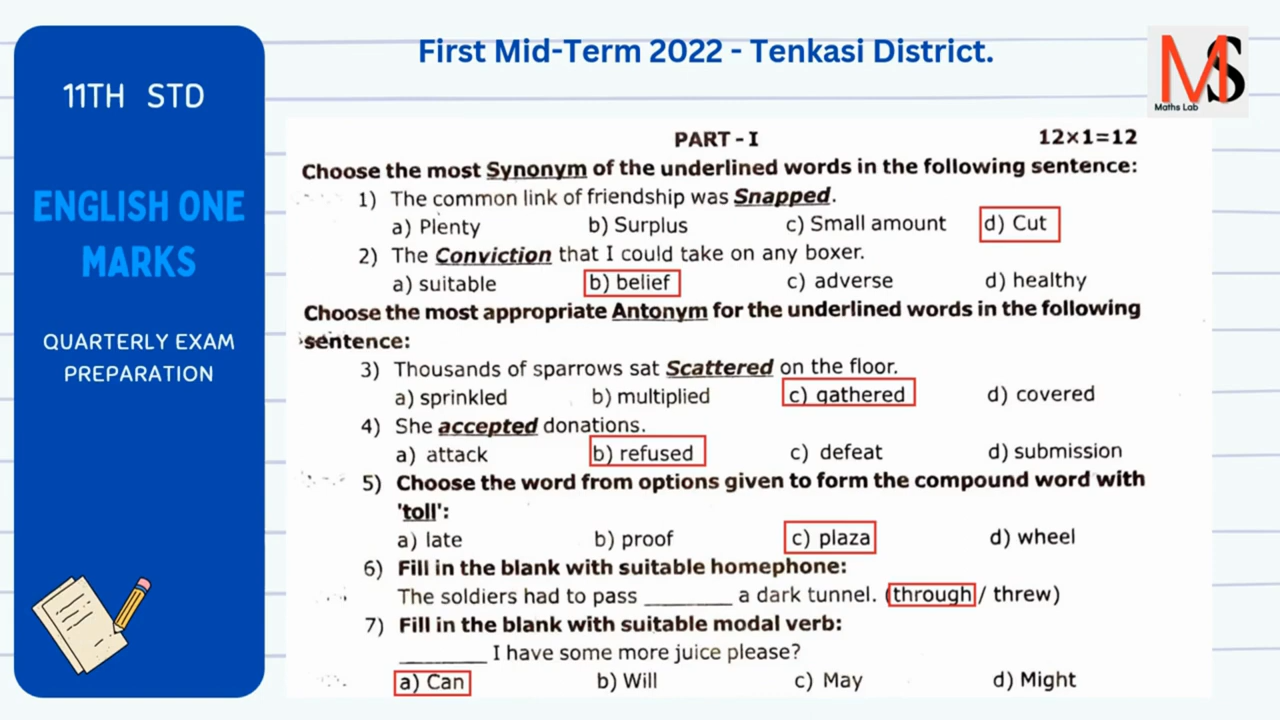 First Mid-Term 2022 - Tenkasi District.
MS
Maths Lab
11TH STD
ENGLISH ONE
MARKS
QUARTERLY EXAM
PREPARATION
PART - I 12×1=12
Choose the most Synonym of the underlined words in the following sentence:
1) The common link of friendship was Snapped.
a) Plenty b) Surplus c) Small amount d) Cut
2) The Conviction that I could take on any boxer.
a) suitable b) belief c) adverse d) healthy
Choose the most appropriate Antonym for the underlined words in the following
sentence:
3) Thousands of sparrows sat Scattered on the floor.
a) sprinkled b) multiplied c) gathered d) covered
4) She accepted donations.
a) attack b) refused c) defeat d) submission
5) Choose the word from options given to form the compound word with
'toll':
a) late b) proof c) plaza d) wheel
6) Fill in the blank with suitable homephone:
The soldiers had to pass ________ a dark tunnel. (through / threw)
7) Fill in the blank with suitable modal verb:
________ I have some more juice please?
a) Can b) Will c) May d) Might